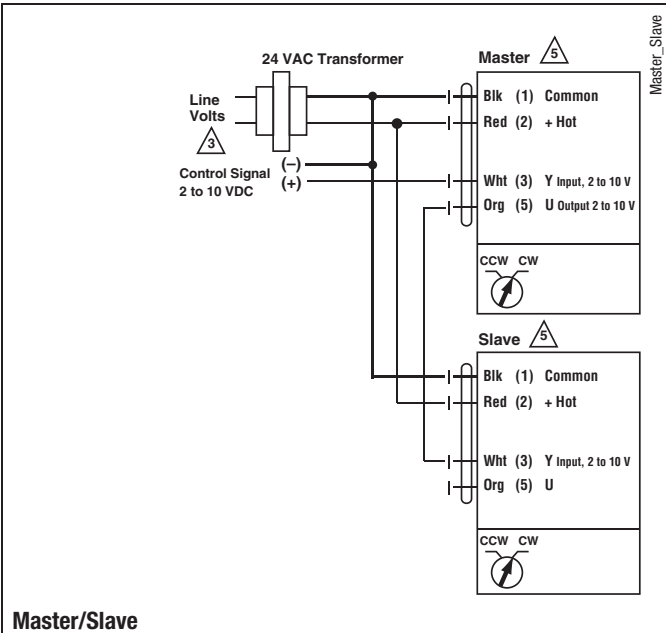 Master_Slave
24 VAC Transformer
Line
Volts
3
Control Signal
2 to 10 VDC
(–)
(+)
Master 5
Blk (1) Common
Red (2) + Hot
Wht (3) Y Input, 2 to 10 V
Org (5) U Output 2 to 10 V
CCW CW
Slave 5
Blk (1) Common
Red (2) + Hot
Wht (3) Y Input, 2 to 10 V
Org (5) U
CCW CW
Master/Slave